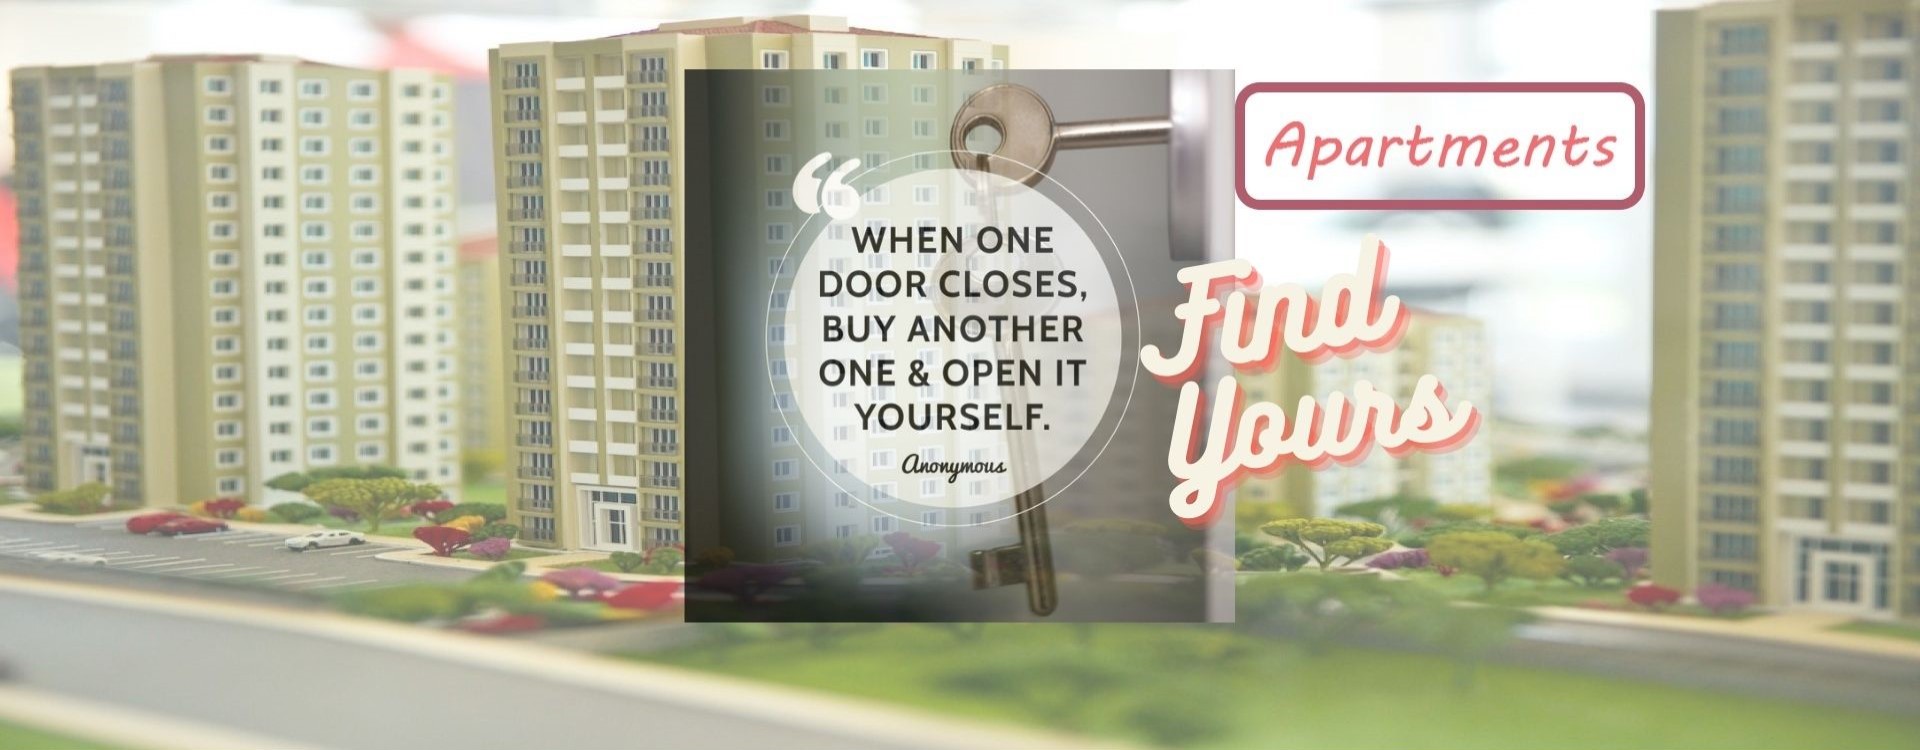 WHEN ONE
DOOR CLOSES,
BUY ANOTHER
ONE & OPEN IT
YOURSELF.
Anonymous
Apartments
Find
Yours